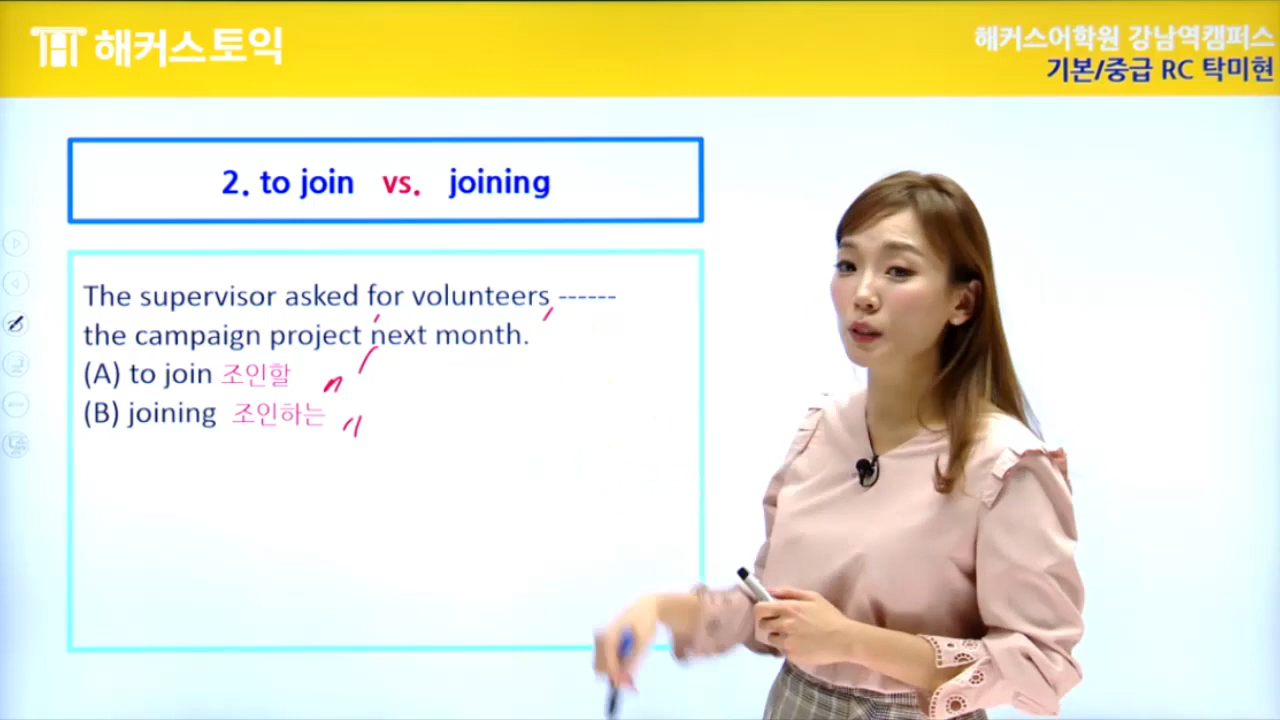 해커스토익
해커스어학원 강남역캠퍼스
기본/중급 RC 탁미현
2. to join vs. joining
The supervisor asked for volunteers ------
the campaign project next month.
(A) to join 조인할
(B) joining 조인하는